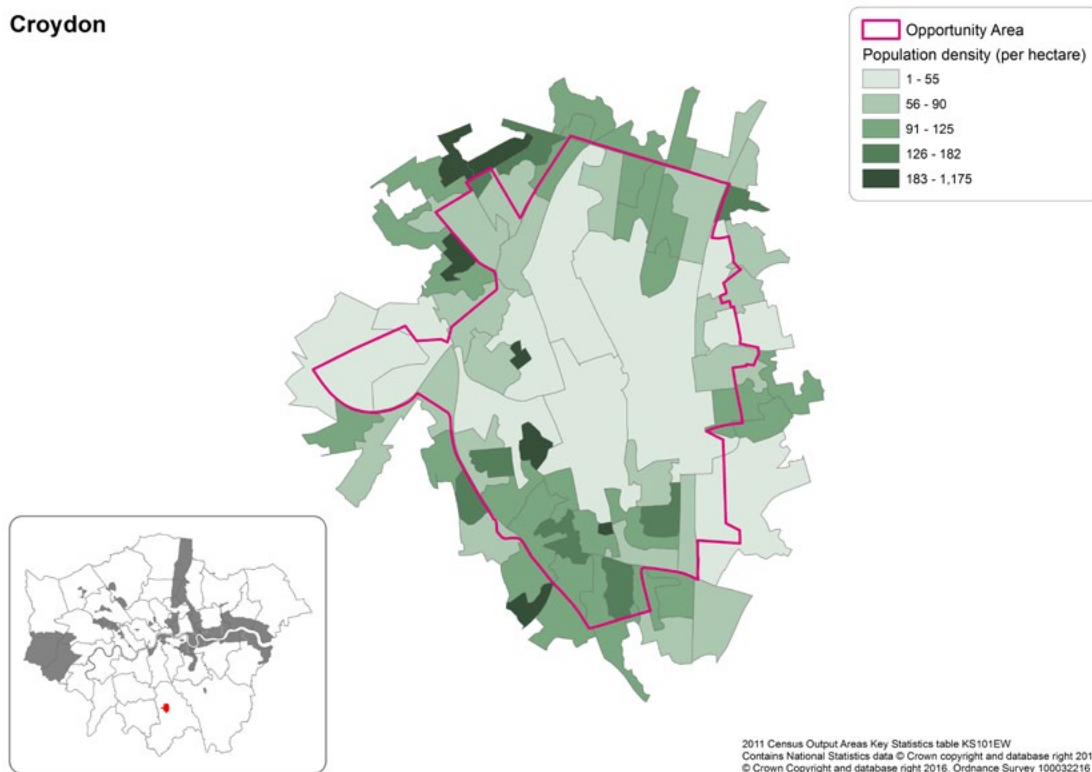 Croydon
Opportunity Area
Population density (per hectare)
1 - 55
56 - 90
91 - 125
126 - 182
183 - 1,175
2011 Census Output Areas Key Statistics table KS101EW
Contains National Statistics data © Crown copyright and database right 201
© Crown Copyright and database right 2016. Ordnance Survey 100032216